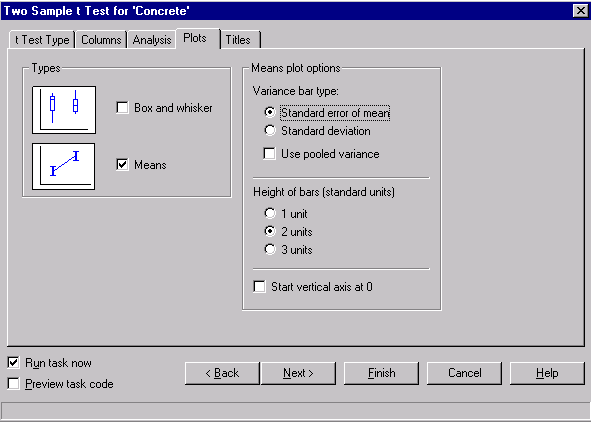 Two Sample t Test for 'Concrete'
t Test Type Columns Analysis Plots Titles
Types
Box and whisker
Means
Means plot options
Variance bar type:
Standard error of mean
Standard deviation
Use pooled variance
Height of bars (standard units)
1 unit
2 units
3 units
Start vertical axis at 0
Run task now
Preview task code
< Back Next > Finish Cancel Help